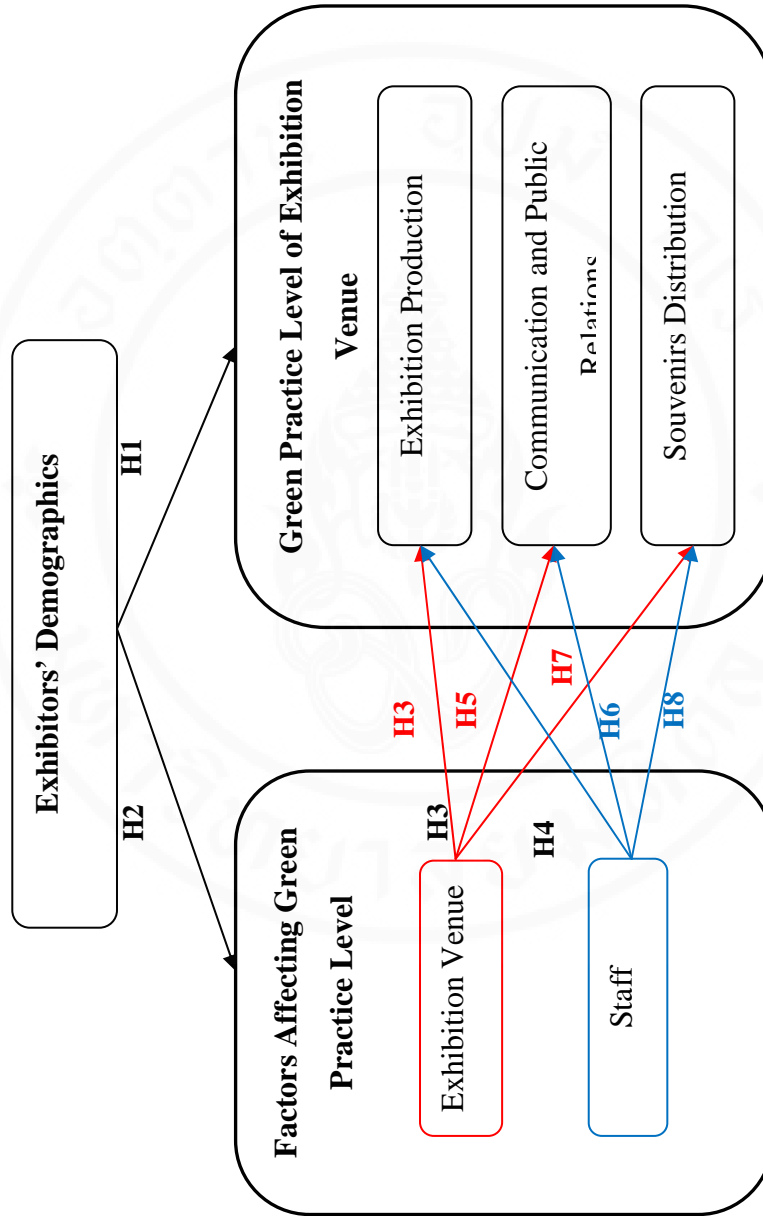 Exhibitors' Demographics
H2
H1
Factors Affecting Green
Practice Level
Exhibition Venue
Staff
H3
H4
H3
H5
H7
H6
H8
Green Practice Level of Exhibition
Venue
Exhibition Production
Communication and Public
Relations
Souvenirs Distribution